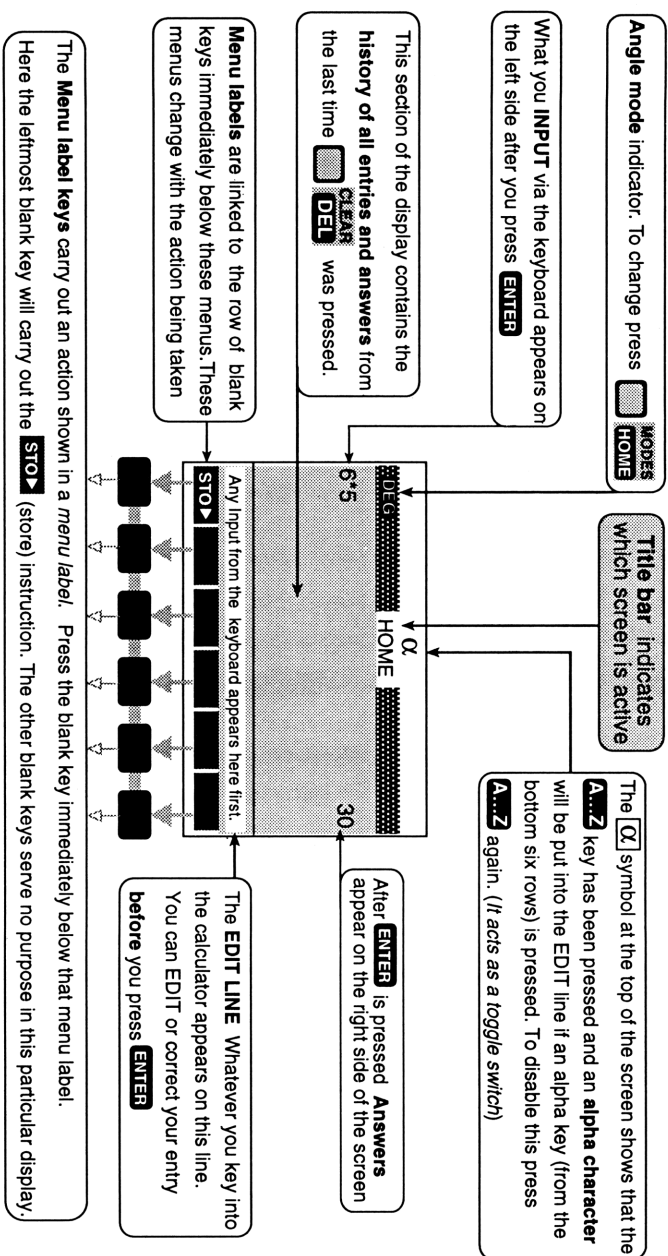 Angle mode indicator. To change press MODES
HOME
What you INPUT via the keyboard appears on
the left side after you press ENTER
This section of the display contains the
history of all entries and answers from
the last time CLEAR
DEL was pressed.
Menu labels are linked to the row of blank
keys immediately below these menus.These
menus change with the action being taken
Title bar indicates
which screen is active
The α symbol at the top of the screen shows that the
A...Z key has been pressed and an alpha character
will be put into the EDIT line if an alpha key (from the
bottom six rows) is pressed. To disable this press
A...Z again. (It acts as a toggle switch)
α
DEG HOME
6*5 30
Any Input from the keyboard appears here first.
STO▶
After ENTER is pressed Answers
appear on the right side of the screen
The EDIT LINE Whatever you key into
the calculator appears on this line.
You can EDIT or correct your entry
before you press ENTER
The Menu label keys carry out an action shown in a menu label. Press the blank key immediately below that menu label.
Here the leftmost blank key will carry out the STO▶ (store) instruction. The other blank keys serve no purpose in this particular display.